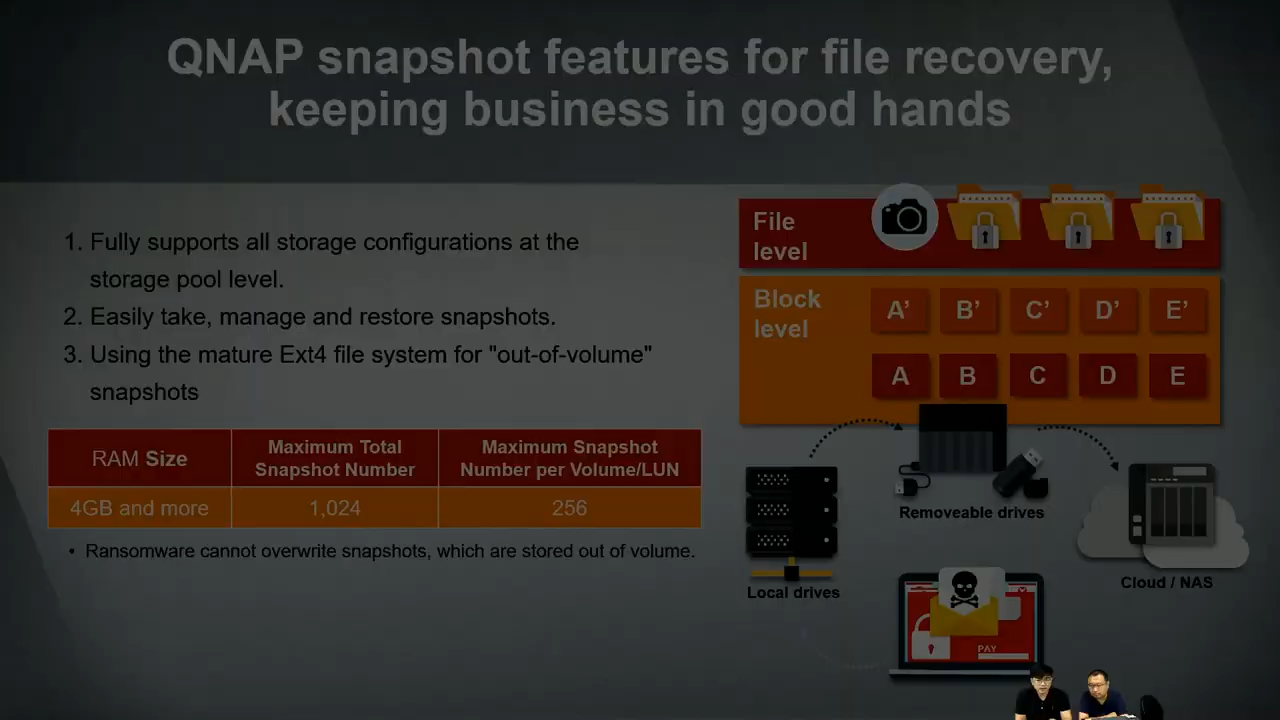 QNAP snapshot features for file recovery,
keeping business in good hands
1. Fully supports all storage configurations at the
storage pool level.
2. Easily take, manage and restore snapshots.
3. Using the mature Ext4 file system for "out-of-volume"
snapshots
RAM Size
Maximum Total
Snapshot Number
Maximum Snapshot
Number per Volume/LUN
4GB and more
1,024
256
• Ransomware cannot overwrite snapshots, which are stored out of volume.
File
level
Block
level
A’ B’ C’ D’ E’
A B C D E
Removeable drives
Local drives
Cloud / NAS
PAY